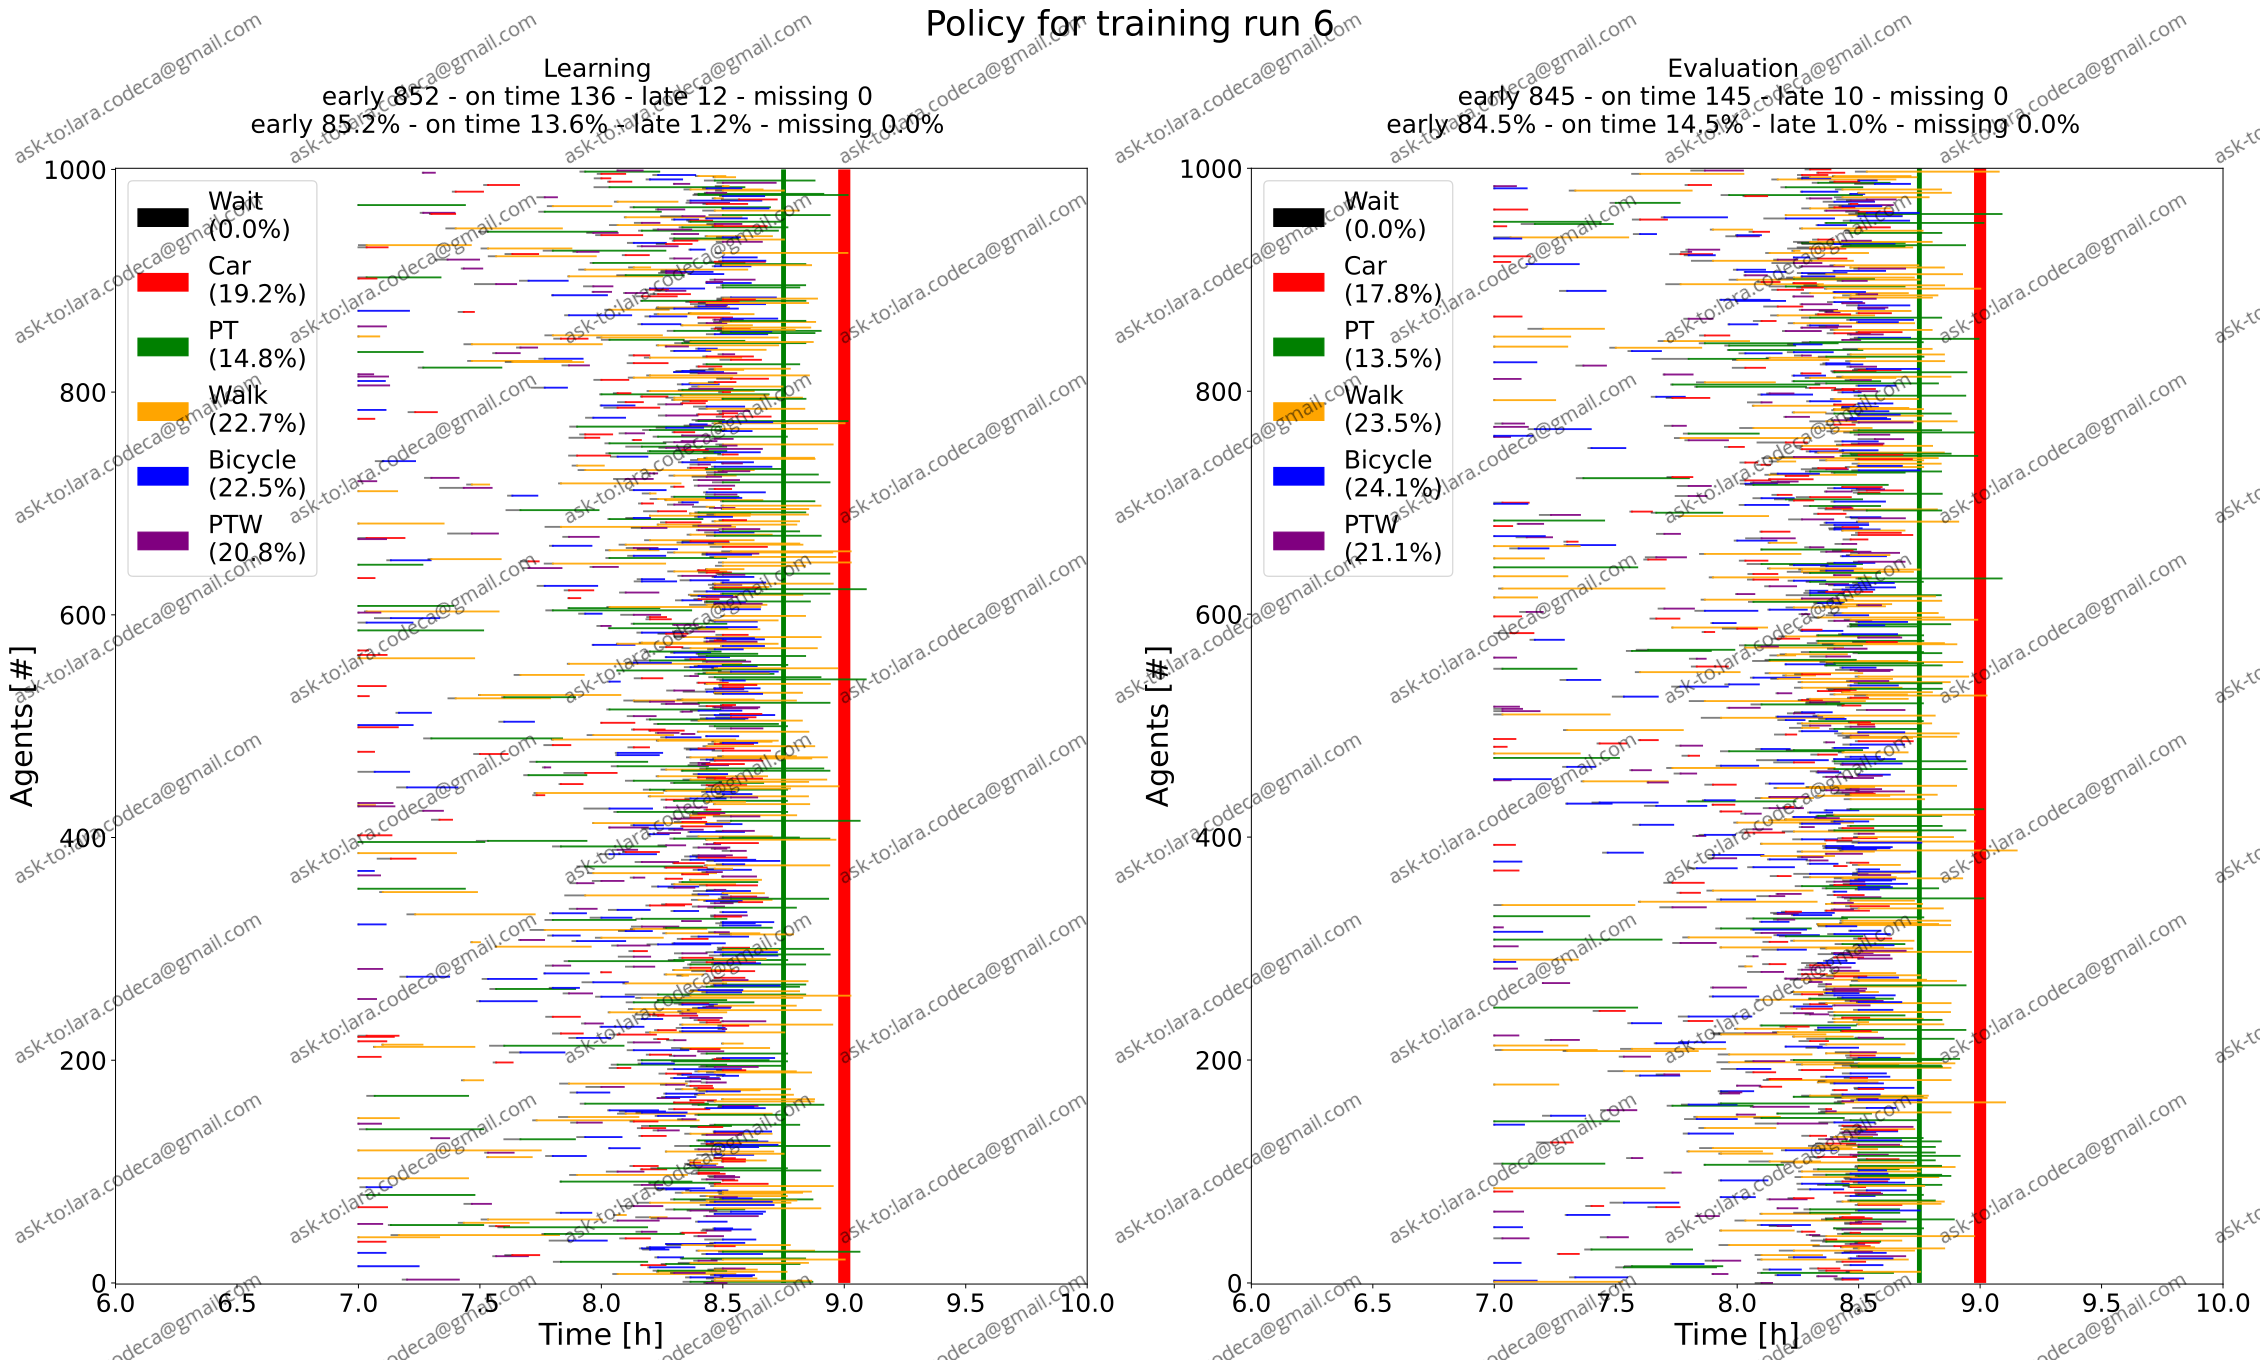 Policy for training run 6
Learning
early 852 - on time 136 - late 12 - missing 0
early 85.2% - on time 13.6% - late 1.2% - missing 0.0%
Agents [#]
1000
800
600
400
200
0
Wait
(0.0%)
Car
(19.2%)
PT
(14.8%)
Walk
(22.7%)
Bicycle
(22.5%)
PTW
(20.8%)
6.0 6.5 7.0 7.5 8.0 8.5 9.0 9.5 10.0
Time [h]
Evaluation
early 845 - on time 145 - late 10 - missing 0
early 84.5% - on time 14.5% - late 1.0% - missing 0.0%
Agents [#]
1000
800
600
400
200
0
Wait
(0.0%)
Car
(17.8%)
PT
(13.5%)
Walk
(23.5%)
Bicycle
(24.1%)
PTW
(21.1%)
6.0 6.5 7.0 7.5 8.0 8.5 9.0 9.5 10.0
Time [h]
ask-to:lara.codeca@gmail.com